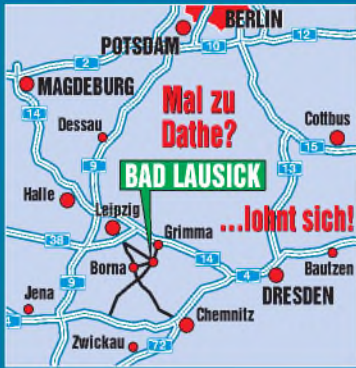 BERLIN
POTSDAM
10
12
2
MAGDEBURG
Mal zu
Dathe?
14
Dessau
Cottbus
15
9
13
BAD LAUSICK
Halle
Leipzig
...lohnt sich!
Grimma
38
14
Borna
4
Bautzen
9
DRESDEN
Jena
4
Chemnitz
Zwickau
72